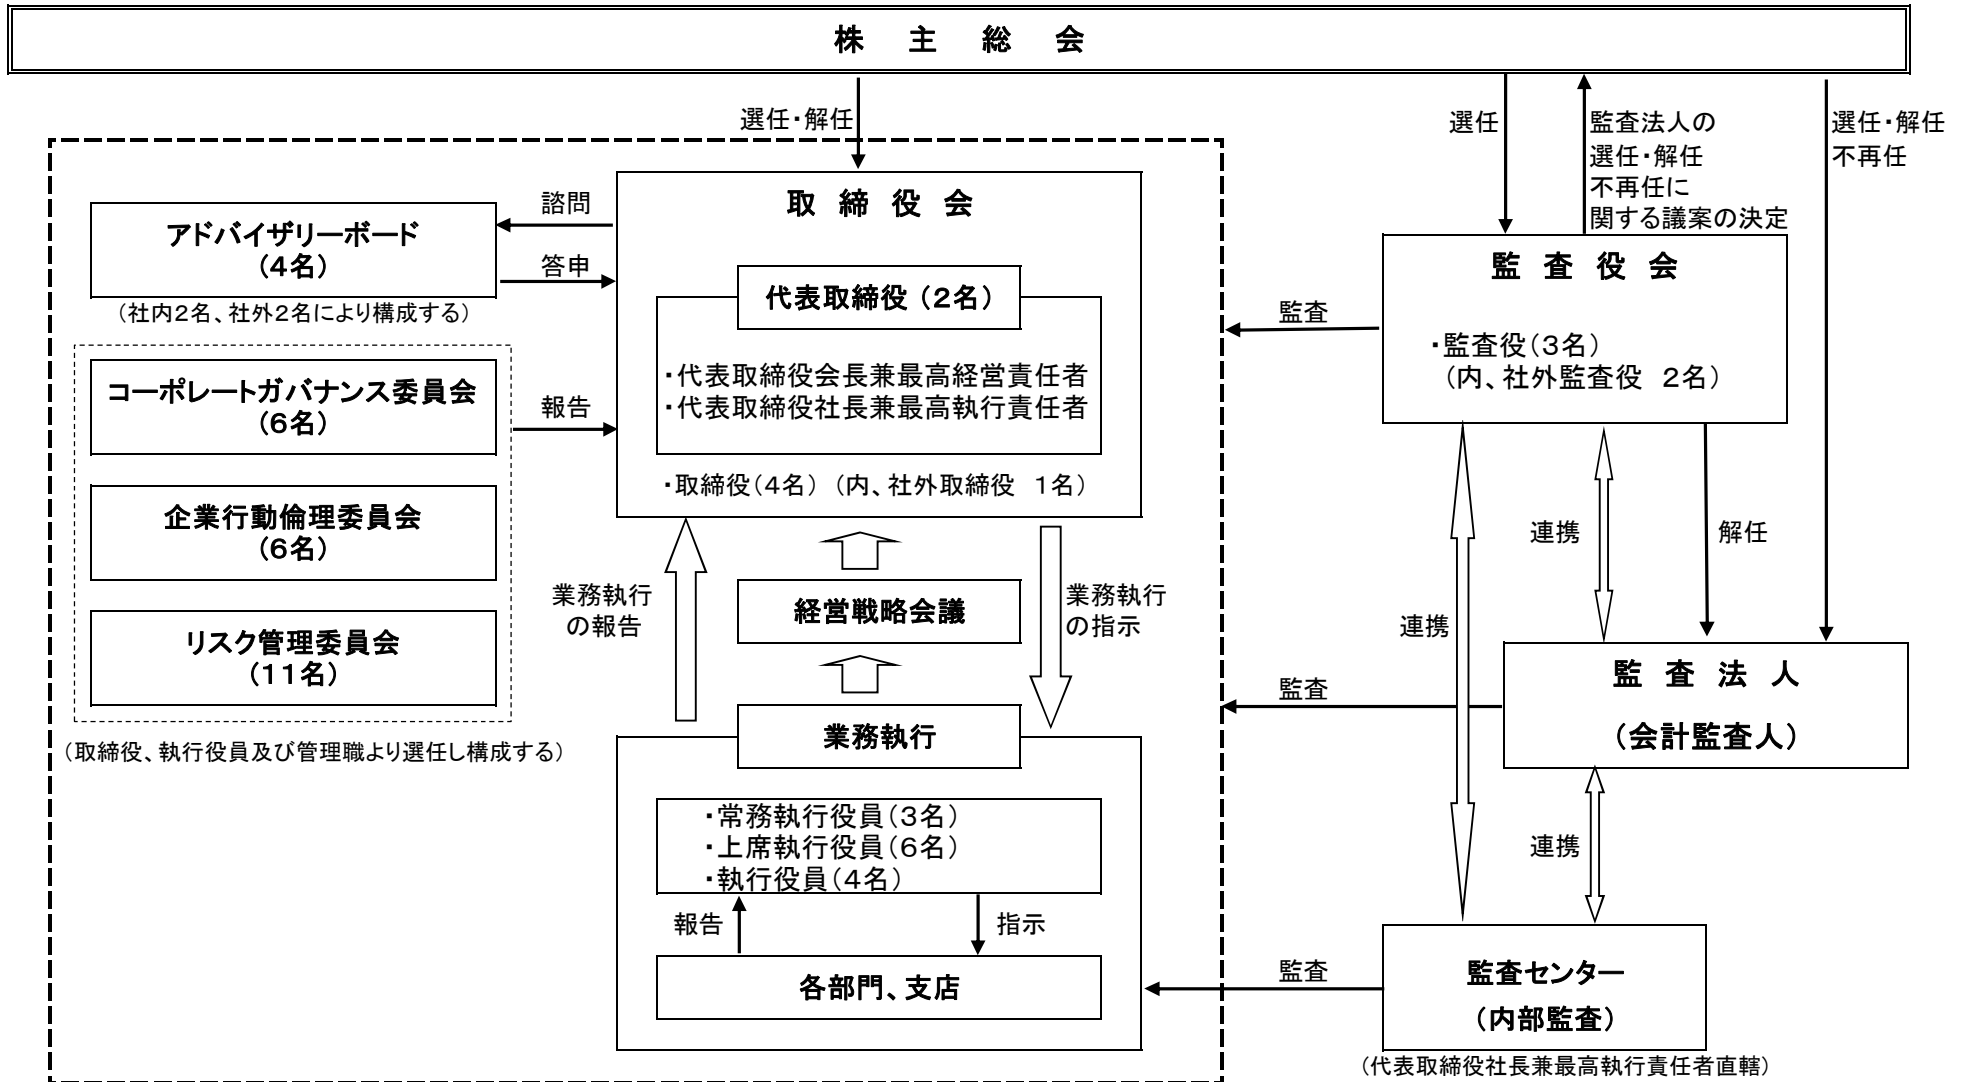 株 主 総 会
選任・解任
選任
監査法人の
選任・解任
不再任に
関する議案の決定
選任・解任
不再任
取 締 役 会
代表取締役（２名）
・代表取締役会長兼最高経営責任者
・代表取締役社長兼最高執行責任者
・取締役（４名）（内、社外取締役 １名）
諮問
答申
アドバイザリーボード
（４名）
（社内２名、社外２名により構成する）
コーポレートガバナンス委員会
（６名）
企業行動倫理委員会
（６名）
リスク管理委員会
（１１名）
（取締役、執行役員及び管理職より選任し構成する）
報告
業務執行
の報告
経営戦略会議
業務執行
の指示
業務執行
・常務執行役員（３名）
・上席執行役員（６名）
・執行役員（４名）
報告
指示
各部門、支店
監査
監 査 役 会
・監査役（３名）
（内、社外監査役 ２名）
連携
連携
解任
監査
監 査 法 人
（会計監査人）
連携
監査
監査センター
（内部監査）
（代表取締役社長兼最高執行責任者直轄）